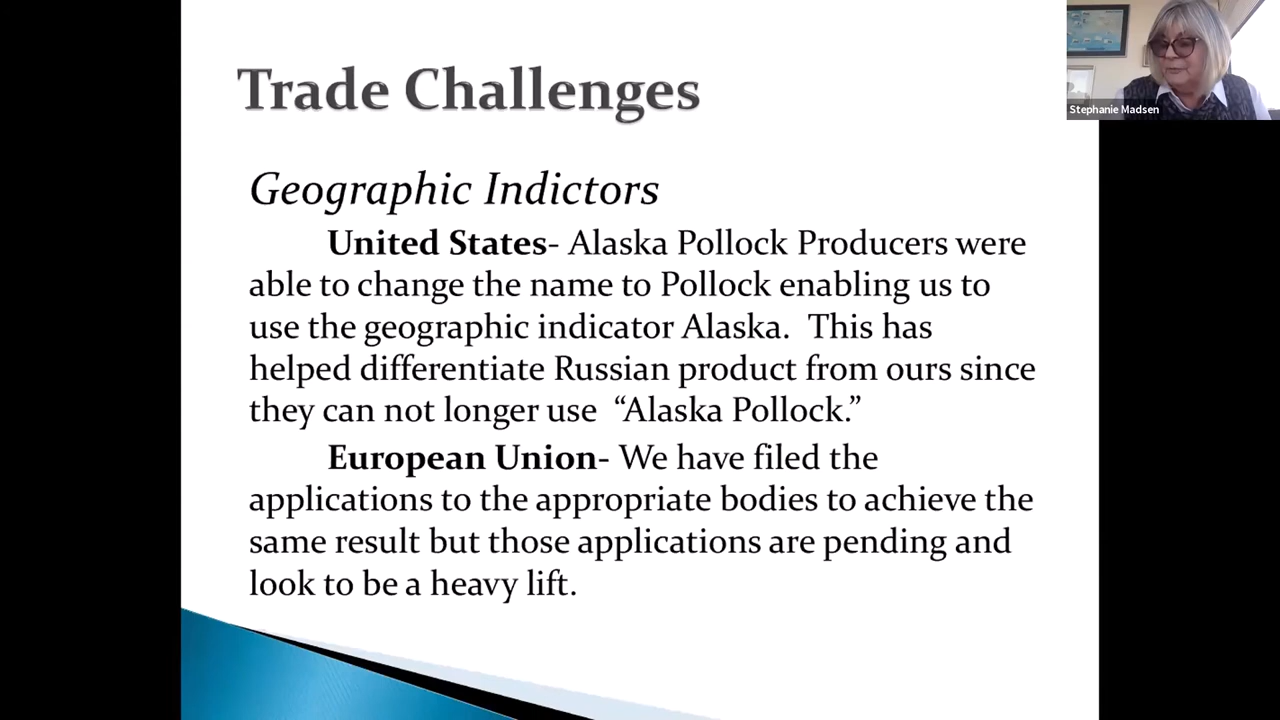 Trade Challenges
Stephanie Madsen
Geographic Indictors
United States- Alaska Pollock Producers were
able to change the name to Pollock enabling us to
use the geographic indicator Alaska.  This has
helped differentiate Russian product from ours since
they can not longer use  “Alaska Pollock.”
European Union- We have filed the
applications to the appropriate bodies to achieve the
same result but those applications are pending and
look to be a heavy lift.